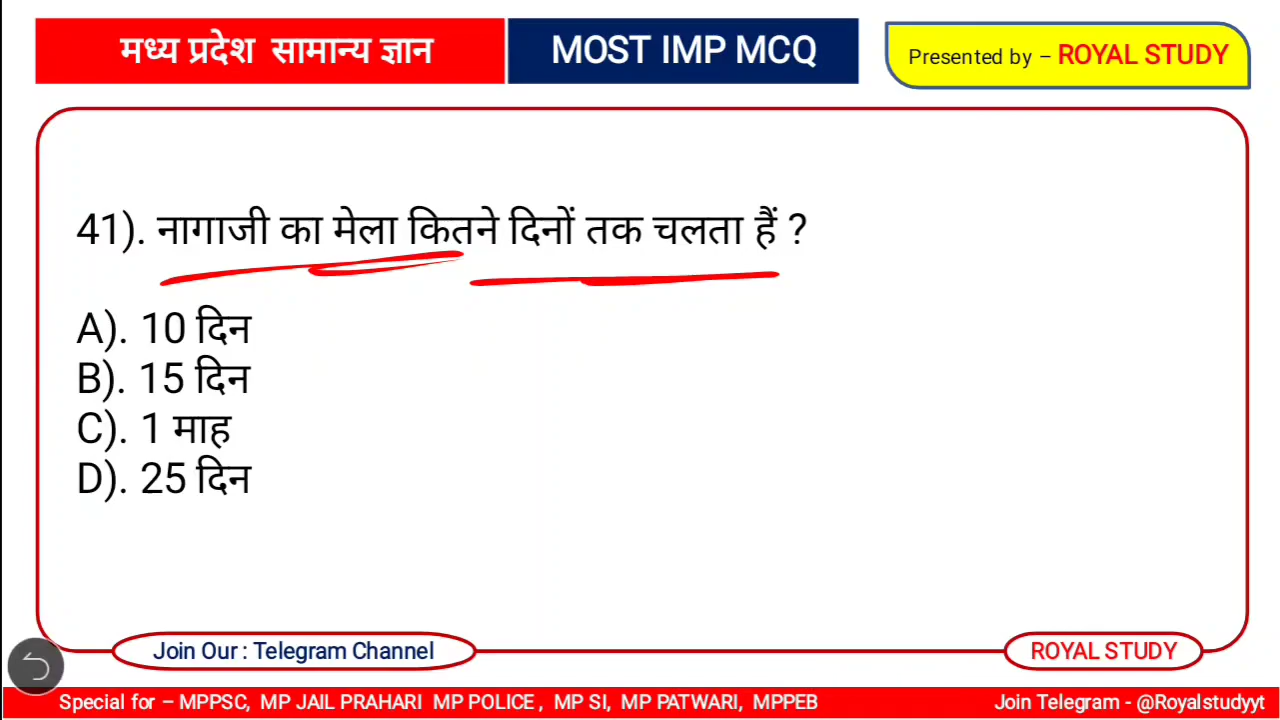 मध्य प्रदेश सामान्य ज्ञान
MOST IMP MCQ
Presented by – ROYAL STUDY
41). नागाजी का मेला कितने दिनों तक चलता हैं ?
A). 10 दिन
B). 15 दिन
C). 1 माह
D). 25 दिन
Join Our : Telegram Channel
ROYAL STUDY
Special for – MPPSC, MP JAIL PRAHARI MP POLICE , MP SI, MP PATWARI, MPPEB
Join Telegram - @Royalstudyyt